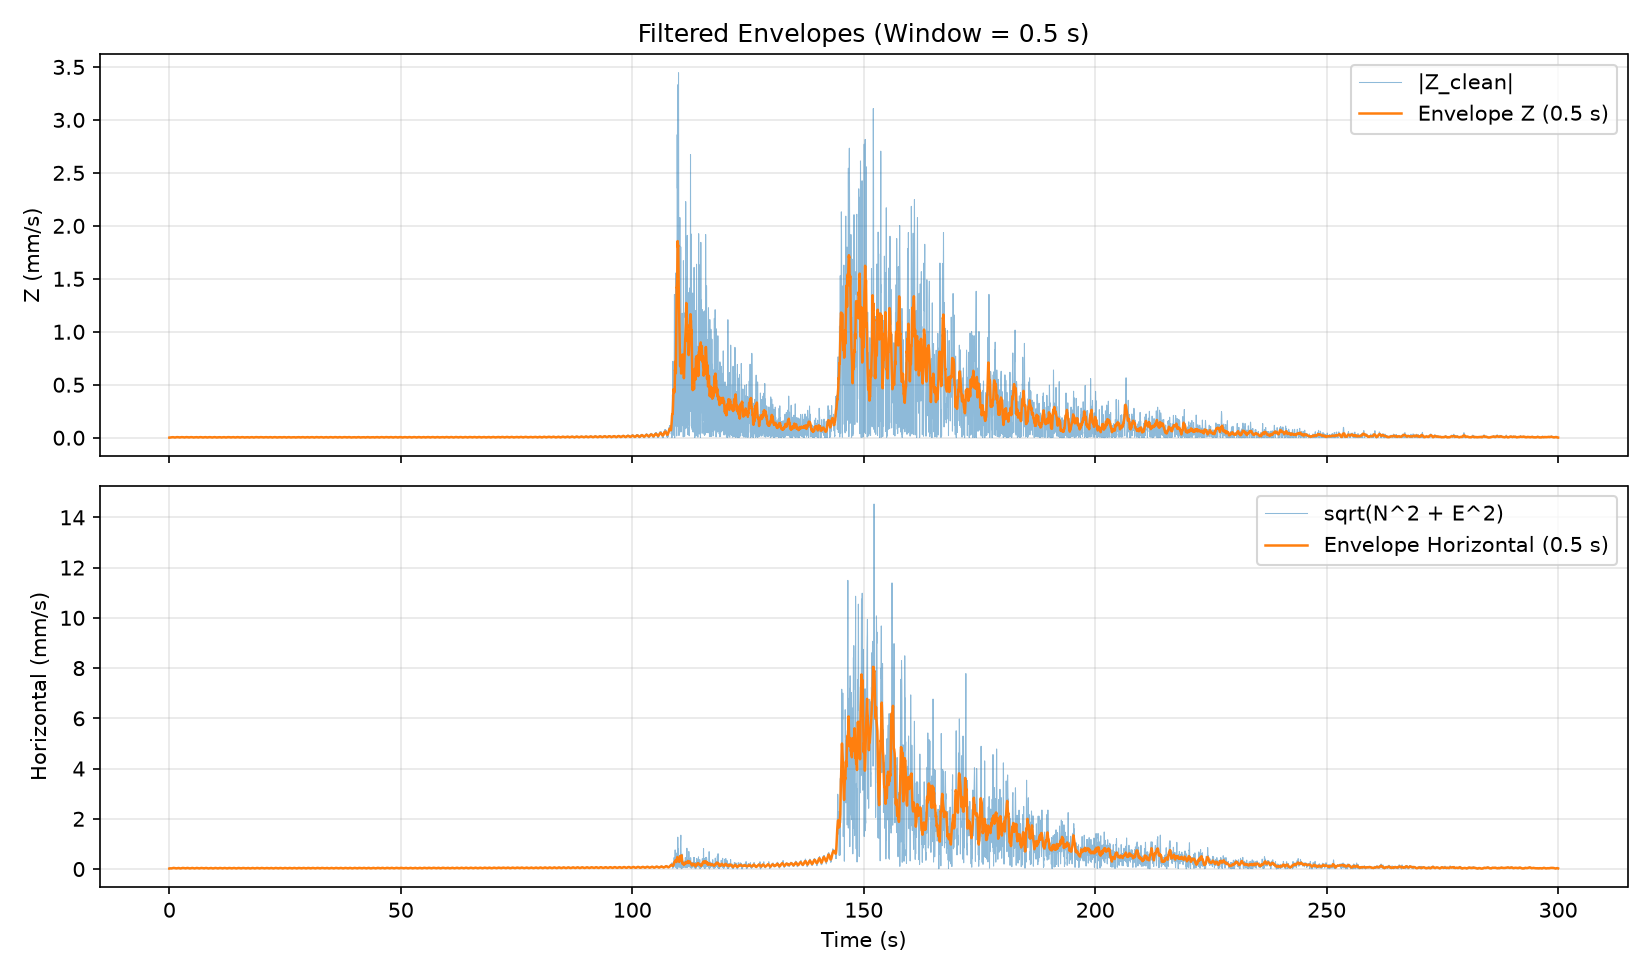 Filtered Envelopes (Window = 0.5 s)
Z (mm/s)
3.5
3.0
2.5
2.0
1.5
1.0
0.5
0.0
|Z_clean|
Envelope Z (0.5 s)
Horizontal (mm/s)
14
12
10
8
6
4
2
0
sqrt(N^2 + E^2)
Envelope Horizontal (0.5 s)
0 50 100 150 200 250 300
Time (s)